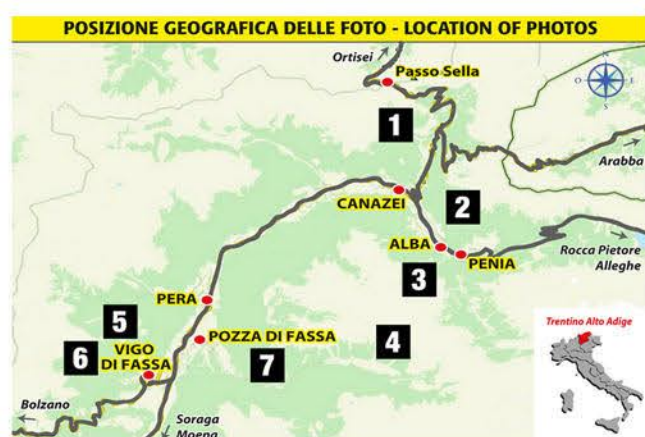 POSIZIONE GEOGRAFICA DELLE FOTO - LOCATION OF PHOTOS
Ortisei
Passo Sella
N
O
E
S
1
Arabba
CANAZEI
2
ALBA
PENIA
Rocca Pietore
Alleghe
3
PERA
5
POZZA DI FASSA
4
6
VIGO
DI FASSA
7
Trentino Alto Adige
Bolzano
Soraga
Moena